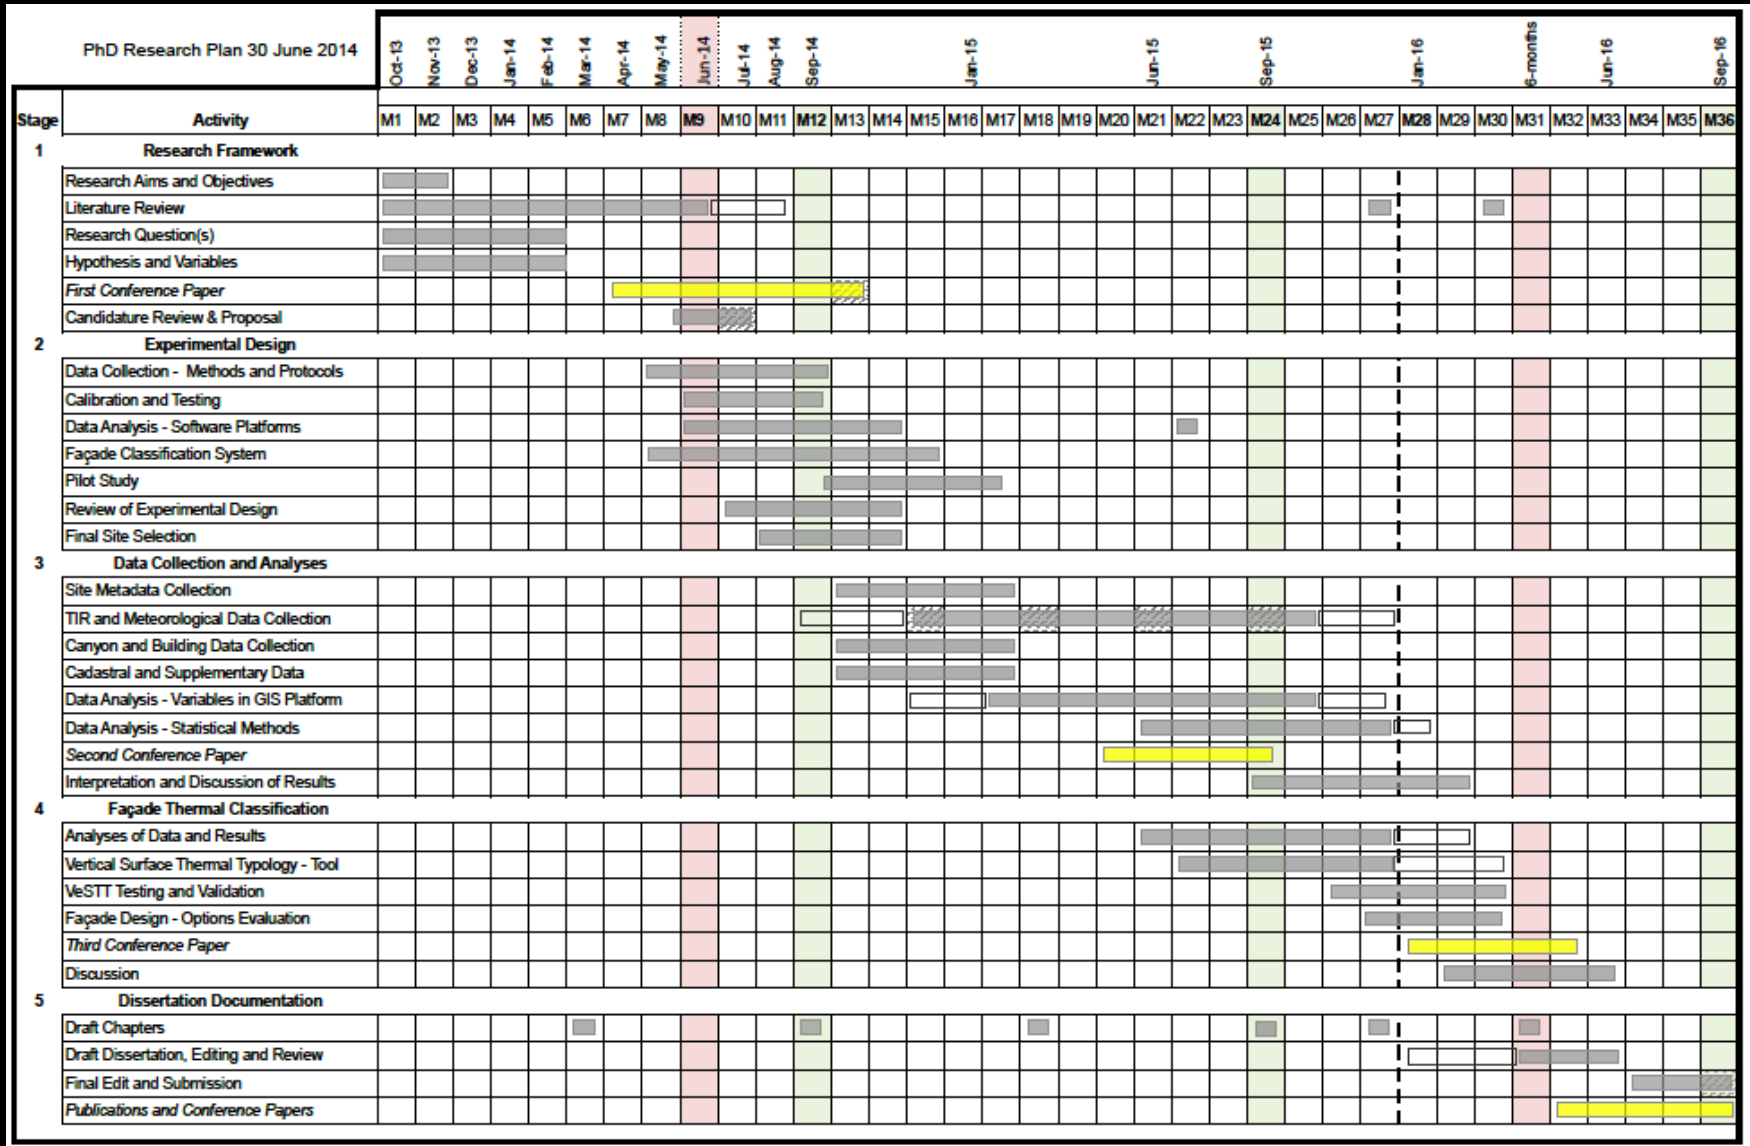 PhD Research Plan 30 June 2014
Oct-13 Nov-13 Dec-13 Jan-14 Feb-14 Mar-14 Apr-14 May-14 Jun-14 Jul-14 Aug-14 Sep-14 Jan-15 Jun-15 Sep-15 Jan-16 6-months Jun-16 Sep-16
Stage Activity M1 M2 M3 M4 M5 M6 M7 M8 M9 M10 M11 M12 M13 M14 M15 M16 M17 M18 M19 M20 M21 M22 M23 M24 M25 M26 M27 M28 M29 M30 M31 M32 M33 M34 M35 M36
1 Research Framework
Research Aims and Objectives
Literature Review
Research Question(s)
Hypothesis and Variables
First Conference Paper
Candidature Review & Proposal
2 Experimental Design
Data Collection - Methods and Protocols
Calibration and Testing
Data Analysis - Software Platforms
Façade Classification System
Pilot Study
Review of Experimental Design
Final Site Selection
3 Data Collection and Analyses
Site Metadata Collection
TIR and Meteorological Data Collection
Canyon and Building Data Collection
Cadastral and Supplementary Data
Data Analysis - Variables in GIS Platform
Data Analysis - Statistical Methods
Second Conference Paper
Interpretation and Discussion of Results
4 Façade Thermal Classification
Analyses of Data and Results
Vertical Surface Thermal Typology - Tool
VeSTT Testing and Validation
Façade Design - Options Evaluation
Third Conference Paper
Discussion
5 Dissertation Documentation
Draft Chapters
Draft Dissertation, Editing and Review
Final Edit and Submission
Publications and Conference Papers